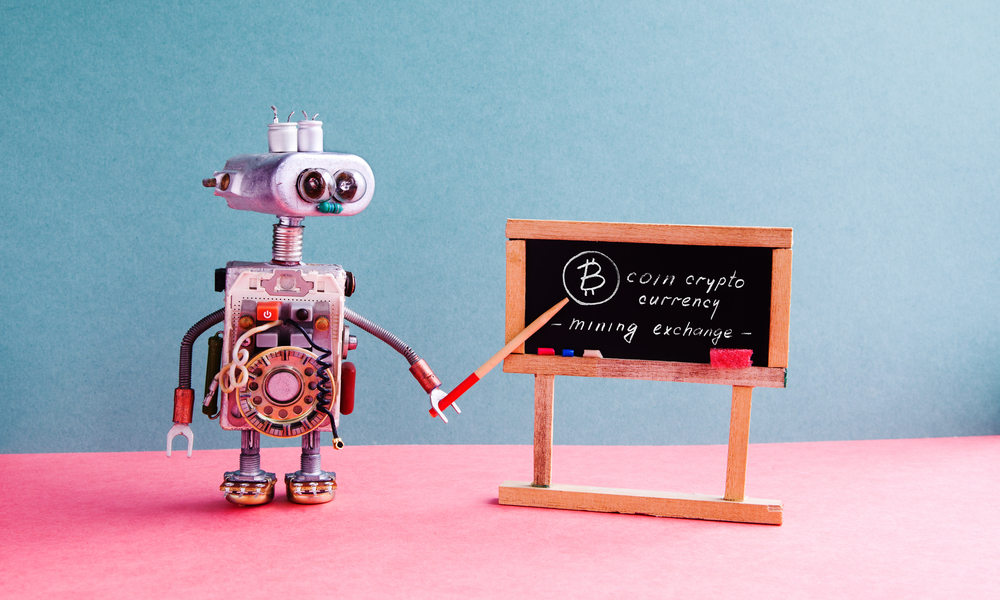 ₿ coin crypto
currency
- mining exchange -